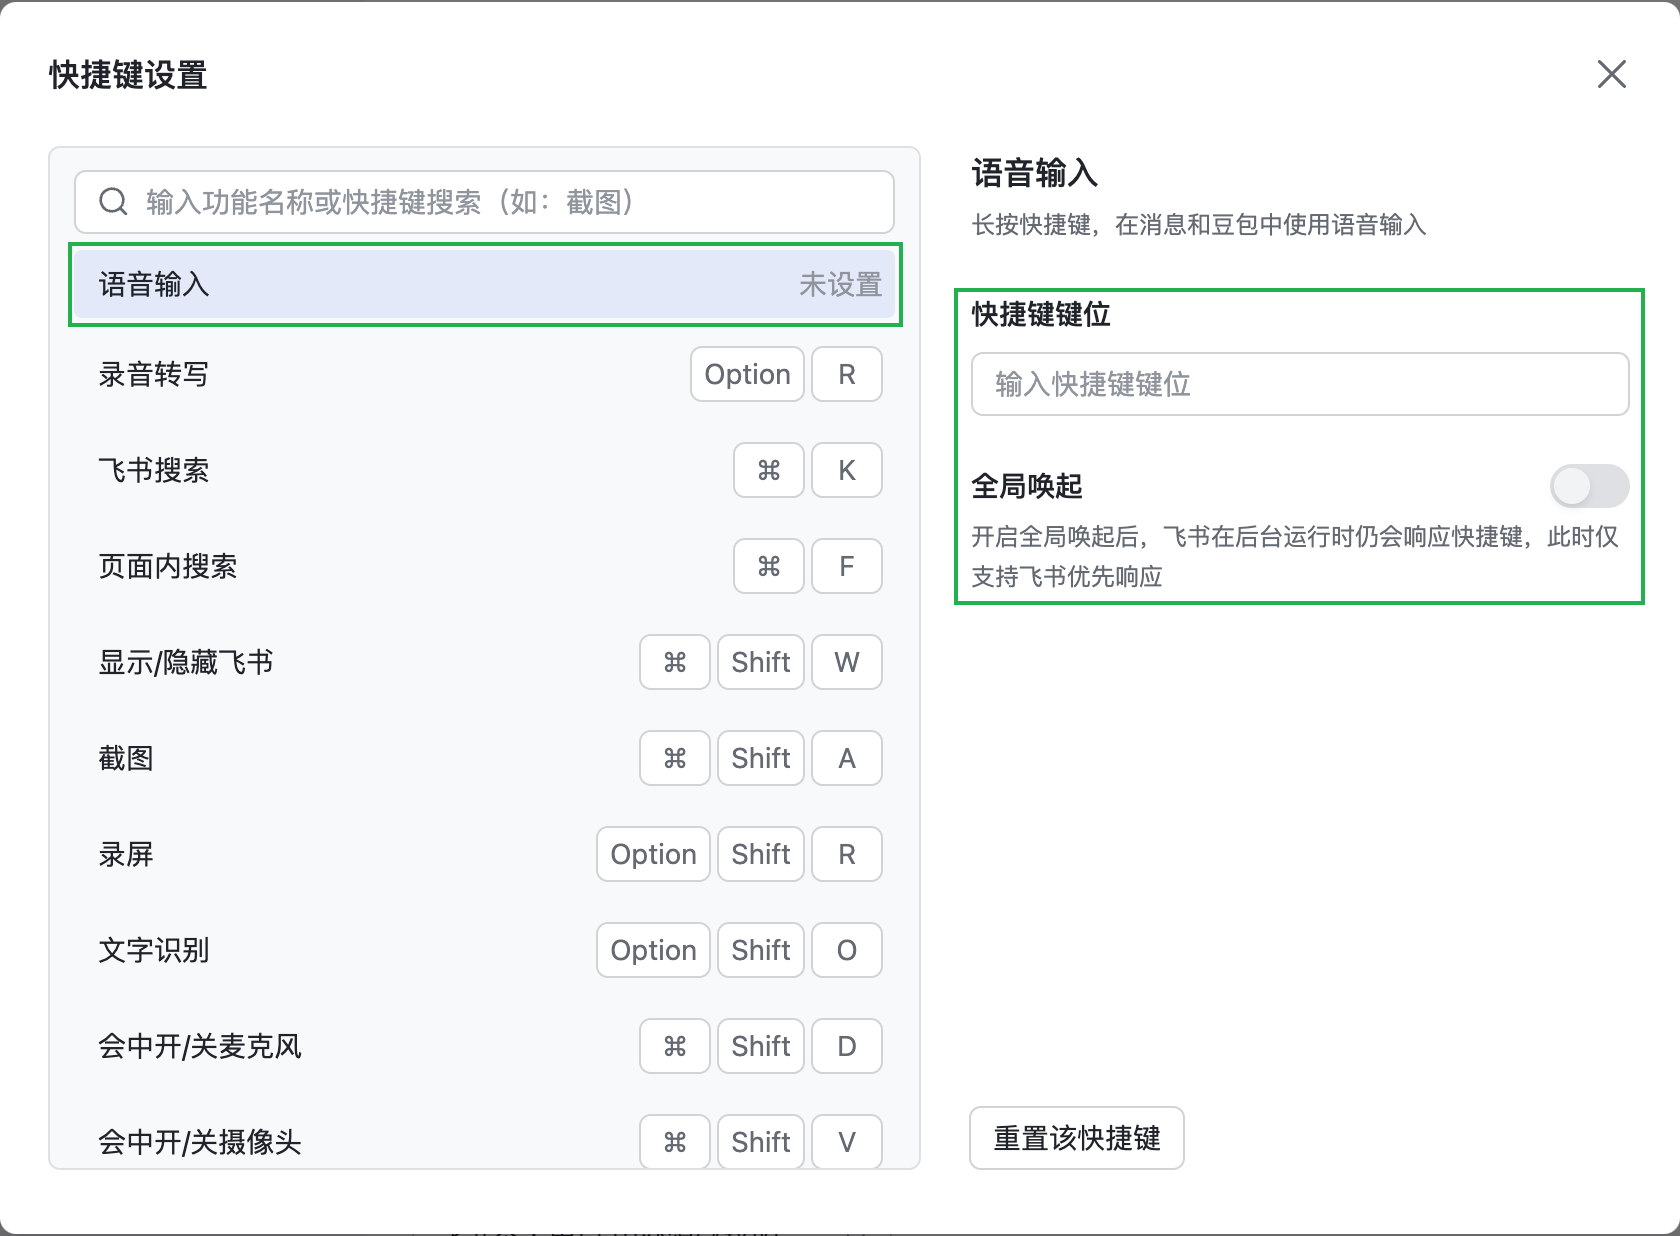 快捷键设置
输入功能名称或快捷键搜索（如：截图）
语音输入 未设置
录音转写 Option R
飞书搜索 ⌘ K
页面内搜索 ⌘ F
显示/隐藏飞书 ⌘ Shift W
截图 ⌘ Shift A
录屏 Option Shift R
文字识别 Option Shift O
会中开/关麦克风 ⌘ Shift D
会中开/关摄像头 ⌘ Shift V
语音输入
长按快捷键，在消息和豆包中使用语音输入
快捷键键位
输入快捷键键位
全局唤起
开启全局唤起后，飞书在后台运行时仍会响应快捷键，此时仅
支持飞书优先响应
重置该快捷键